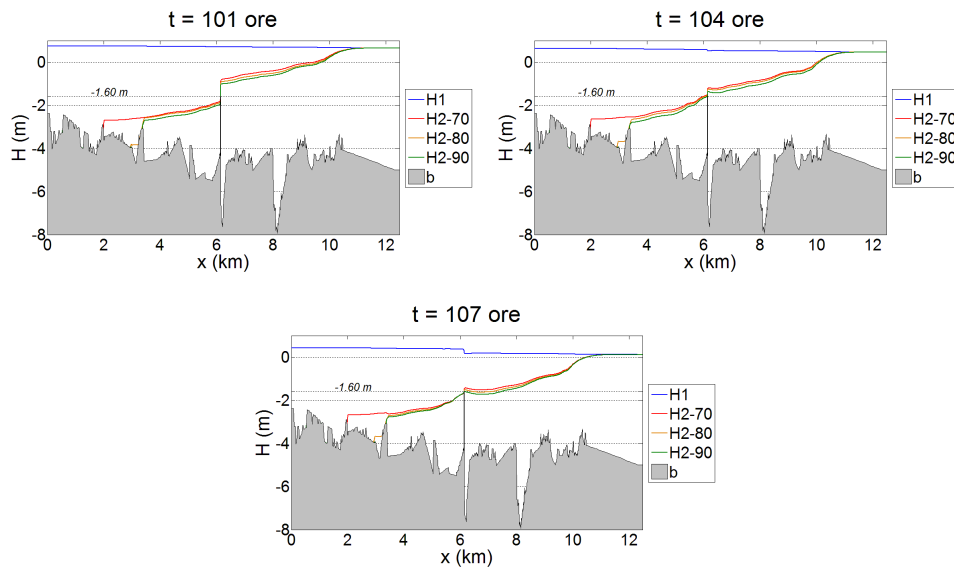 t = 101 ore
H (m)
0
-2
-4
-6
-8
-1.60 m
0 2 4 6 8 10 12
x (km)
H1
H2-70
H2-80
H2-90
b
t = 104 ore
H (m)
0
-2
-4
-6
-8
-1.60 m
0 2 4 6 8 10 12
x (km)
H1
H2-70
H2-80
H2-90
b
t = 107 ore
H (m)
0
-2
-4
-6
-8
-1.60 m
0 2 4 6 8 10 12
x (km)
H1
H2-70
H2-80
H2-90
b